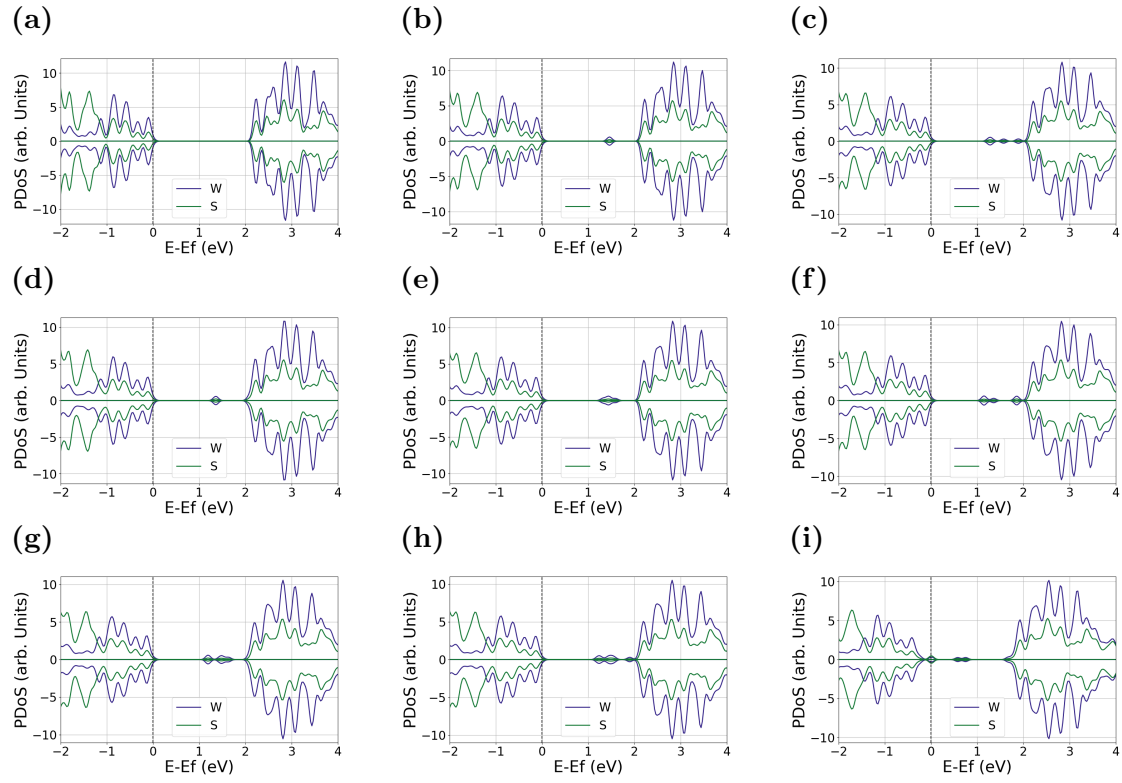 (a)
(b)
(c)
PDoS (arb. Units)
10
5
0
−5
−10
W
S
−2 −1 0 1 2 3 4
E-Ef (eV)
PDoS (arb. Units)
10
5
0
−5
−10
W
S
−2 −1 0 1 2 3 4
E-Ef (eV)
PDoS (arb. Units)
10
5
0
−5
−10
W
S
−2 −1 0 1 2 3 4
E-Ef (eV)
(d)
(e)
(f)
PDoS (arb. Units)
10
5
0
−5
−10
W
S
−2 −1 0 1 2 3 4
E-Ef (eV)
PDoS (arb. Units)
10
5
0
−5
−10
W
S
−2 −1 0 1 2 3 4
E-Ef (eV)
PDoS (arb. Units)
10
5
0
−5
−10
W
S
−2 −1 0 1 2 3 4
E-Ef (eV)
(g)
(h)
(i)
PDoS (arb. Units)
10
5
0
−5
−10
W
S
−2 −1 0 1 2 3 4
E-Ef (eV)
PDoS (arb. Units)
10
5
0
−5
−10
W
S
−2 −1 0 1 2 3 4
E-Ef (eV)
PDoS (arb. Units)
10
5
0
−5
−10
W
S
−2 −1 0 1 2 3 4
E-Ef (eV)